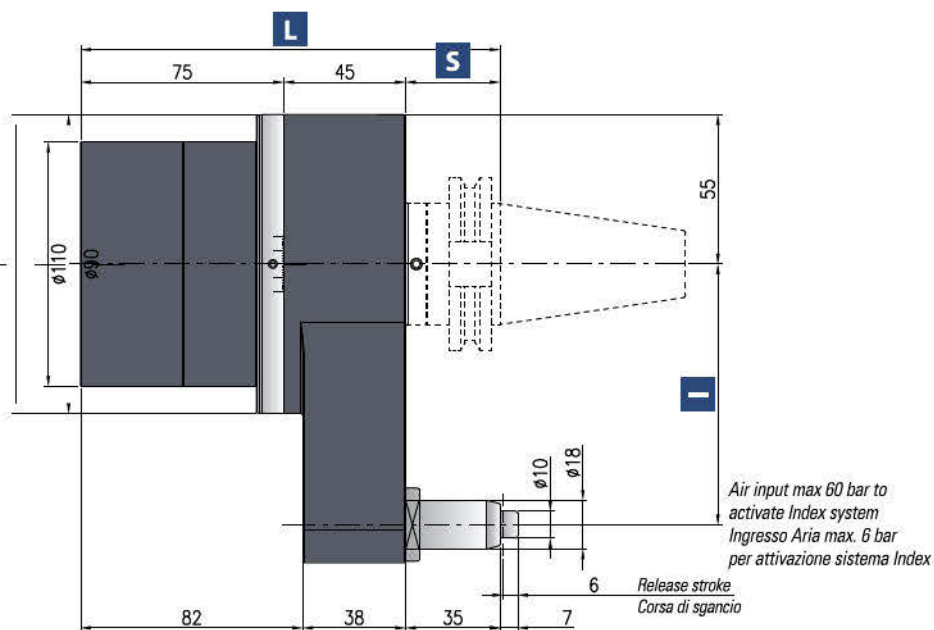 L
S
75
45
55
ø110
ø90
I
ø10
ø18
Air input max 60 bar to
activate Index system
Ingresso Aria max. 6 bar
per attivazione sistema Index
6
Release stroke
Corsa di sgancio
82
38
35
7